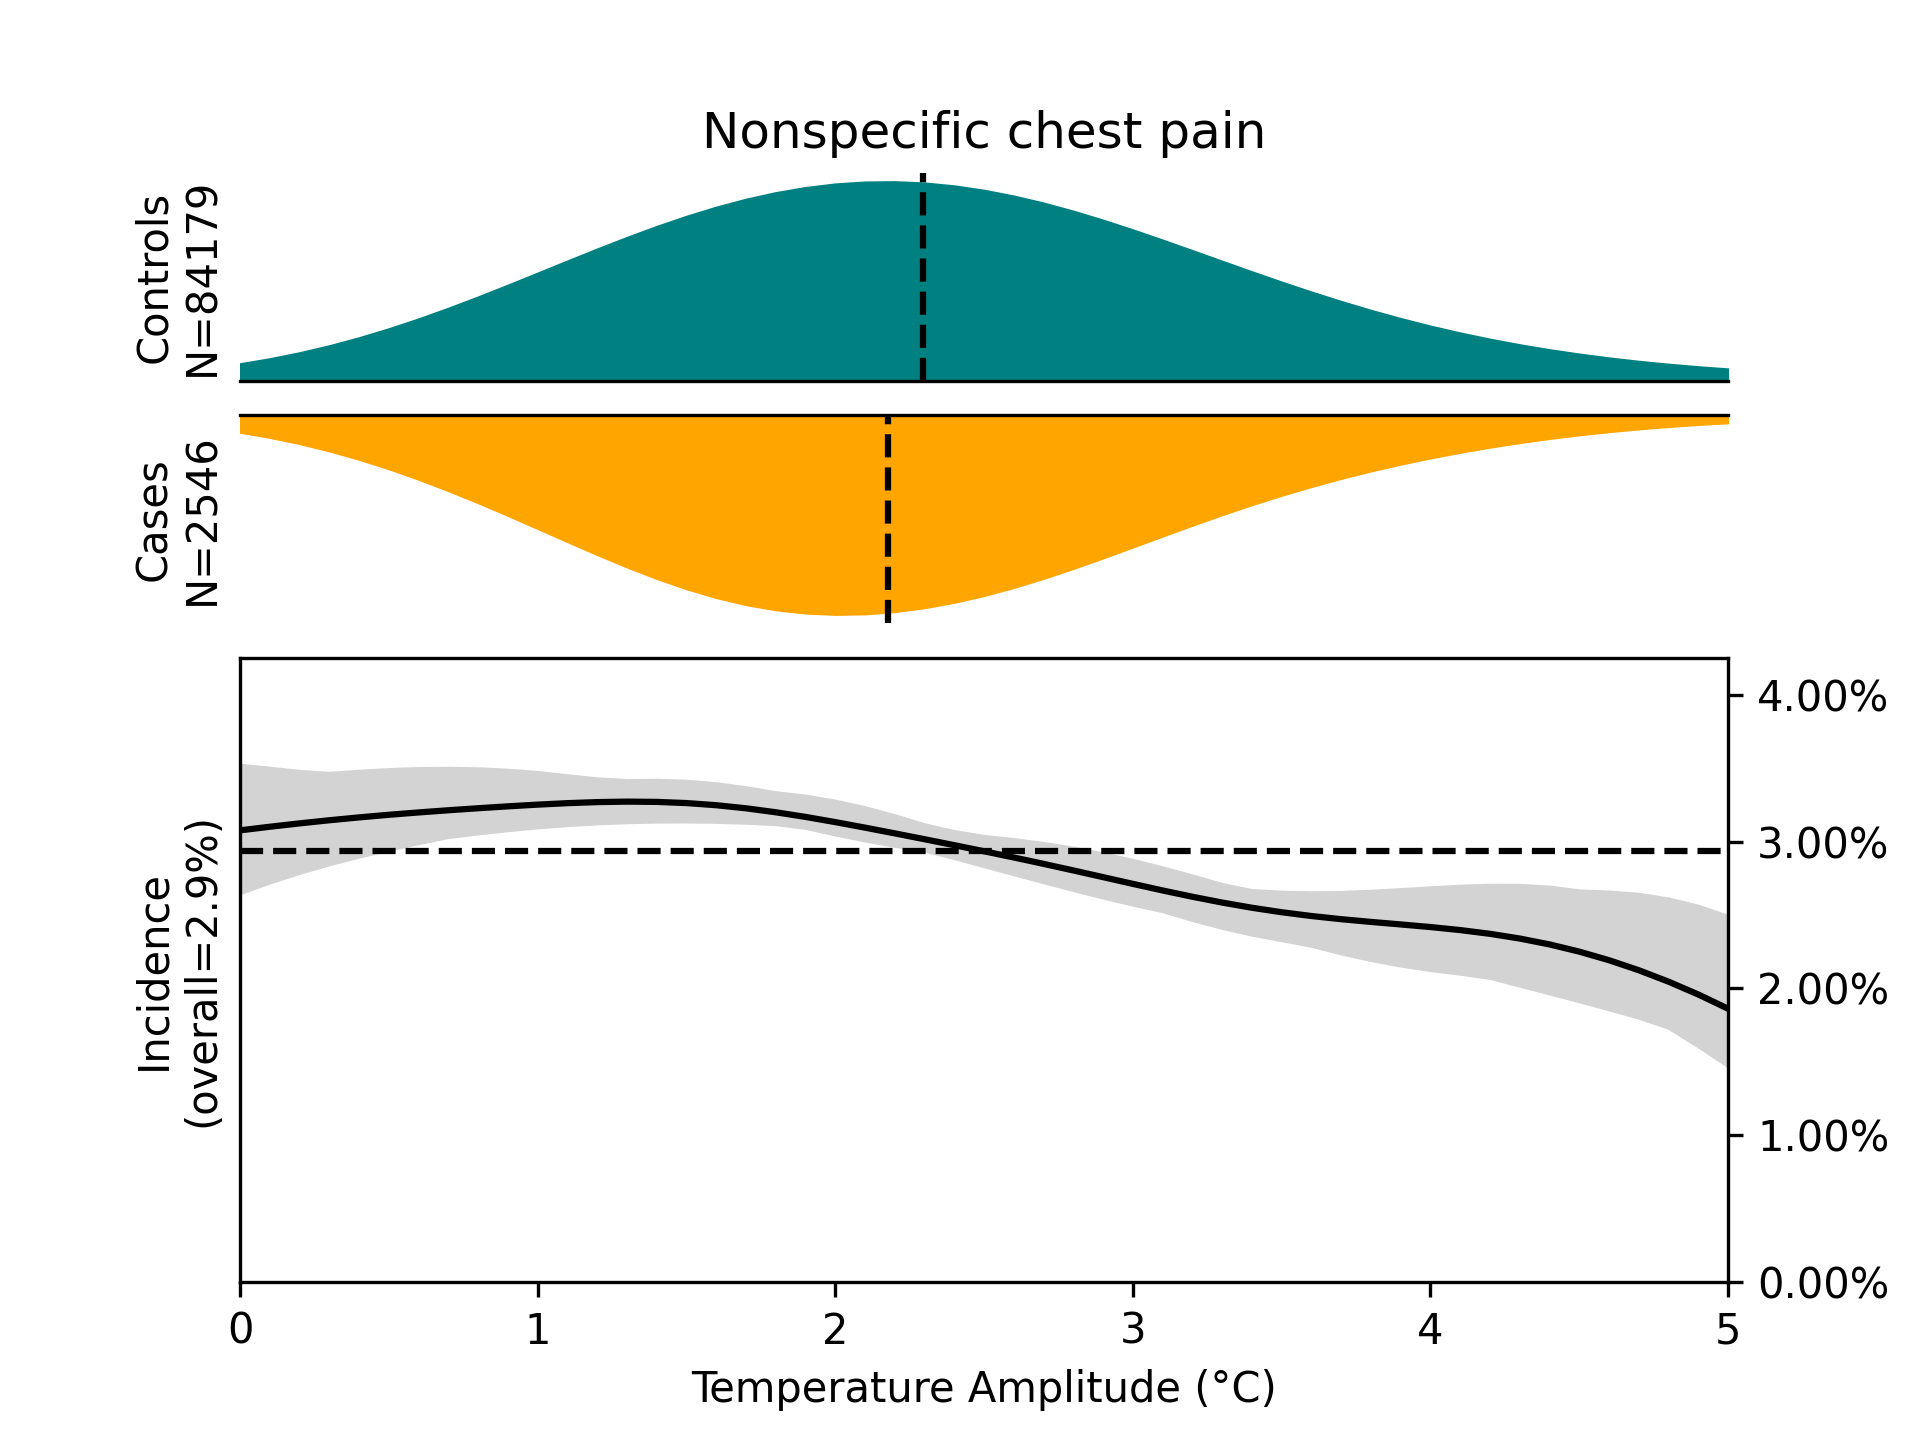 Nonspecific chest pain
Controls
N=84179
Cases
N=2546
Incidence
(overall=2.9%)
4.00%
3.00%
2.00%
1.00%
0.00%
0 1 2 3 4 5
Temperature Amplitude (°C)